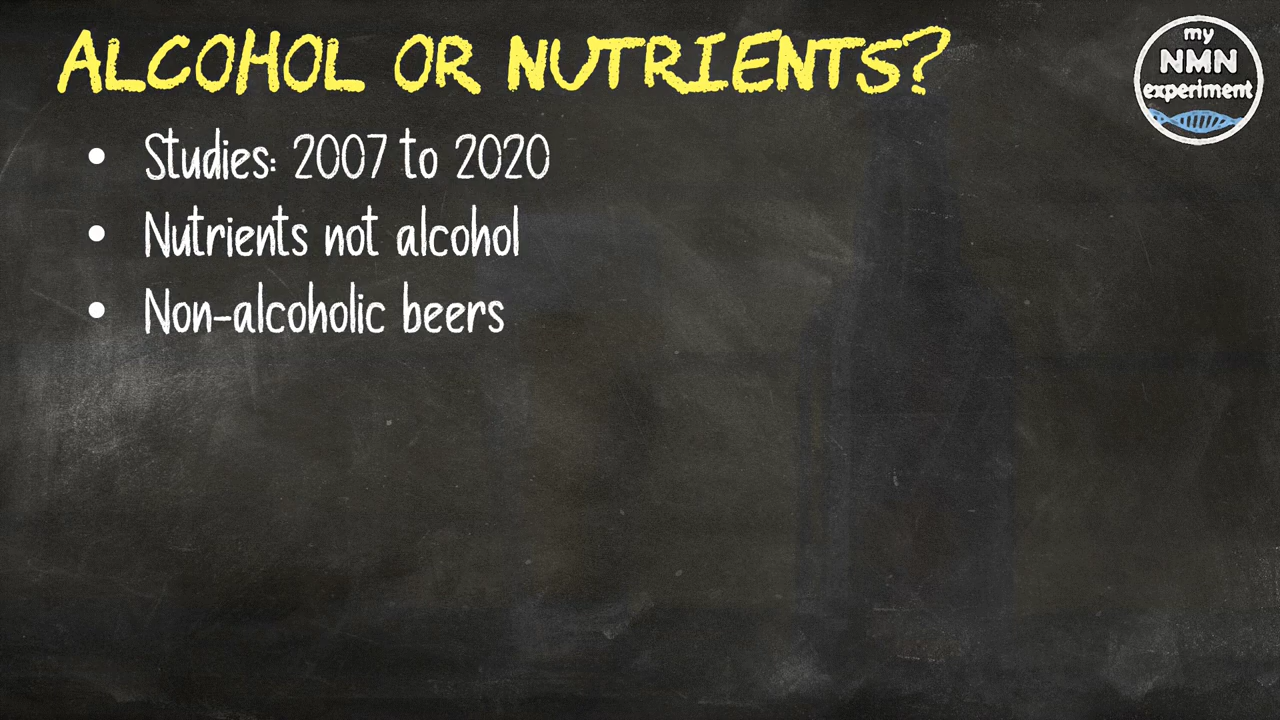 ALCOHOL OR NUTRIENTS?
my
NMN
experiment
• Studies: 2007 to 2020
• Nutrients not alcohol
• Non-alcoholic beers